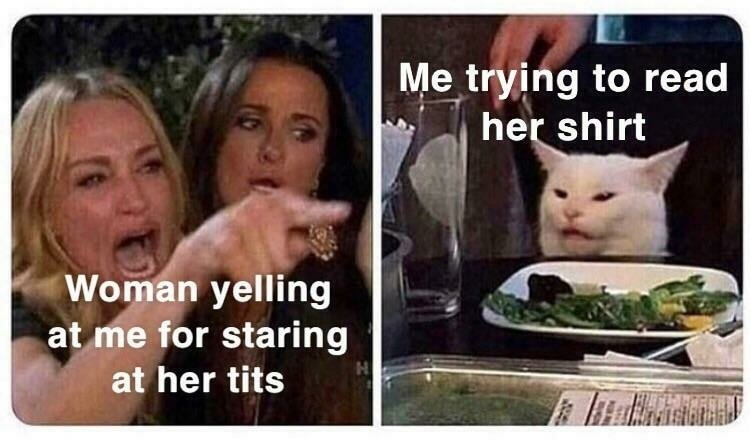 Woman yelling
at me for staring
at her tits
Me trying to read
her shirt